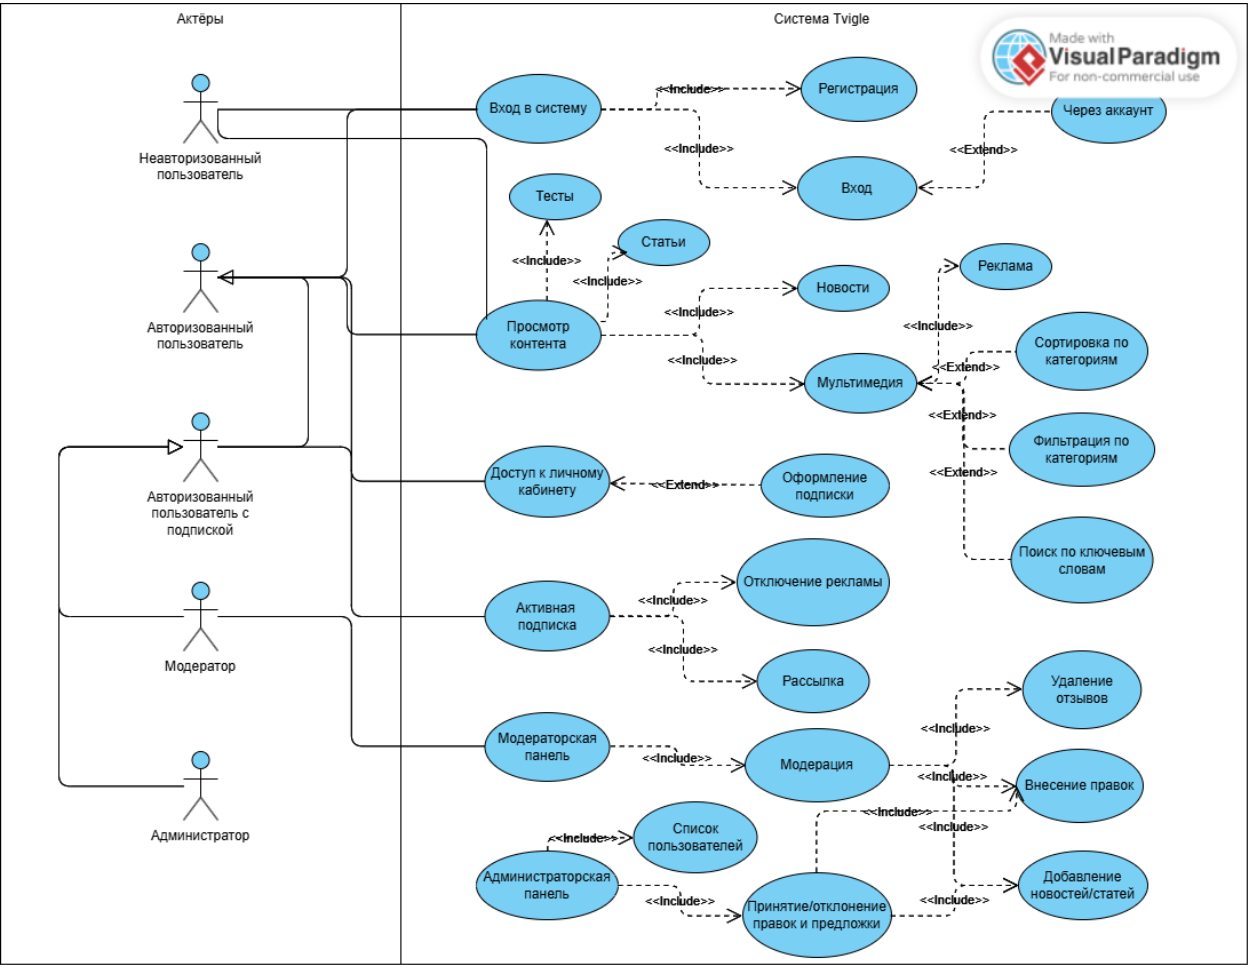 Актёры
Система Tvigle
Made with
Visual Paradigm
For non-commercial use
Неавторизованный
пользователь
Авторизованный
пользователь
Авторизованный
пользователь с
подпиской
Модератор
Администратор
Вход в систему
<<Include>>
Регистрация
<<Include>>
Вход
<<Extend>>
Через аккаунт
Тесты
<<Include>>
Статьи
<<Include>>
Просмотр
контента
<<Include>>
Новости
<<Include>>
Мультимедия
Реклама
<<Include>>
Сортировка по
категориям
<<Extend>>
<<Extend>>
Фильтрация по
категориям
<<Extend>>
Поиск по ключевым
словам
Доступ к личному
кабинету
<<Extend>>
Оформление
подписки
Активная
подписка
<<Include>>
Отключение рекламы
<<Include>>
Рассылка
Модераторская
панель
<<Include>>
Модерация
<<Include>>
Удаление
отзывов
<<Include>>
Внесение правок
<<Include>>
<<Include>>
Добавление
новостей/статей
Администраторская
панель
<<Include>>
Список
пользователей
<<Include>>
Принятие/отклонение
правок и предложки
<<Include>>